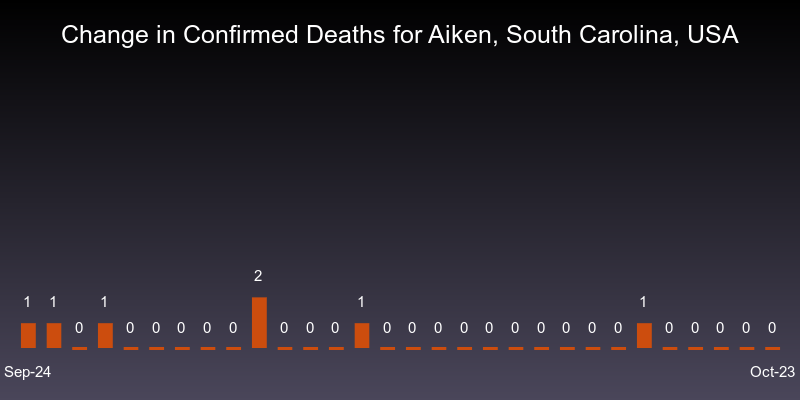 Change in Confirmed Deaths for Aiken, South Carolina, USA
2
1 1 1 1 1
0 0 0 0 0 0 0 0 0 0 0 0 0 0 0 0 0 0 0 0 0 0 0 0
Sep-24 Oct-23